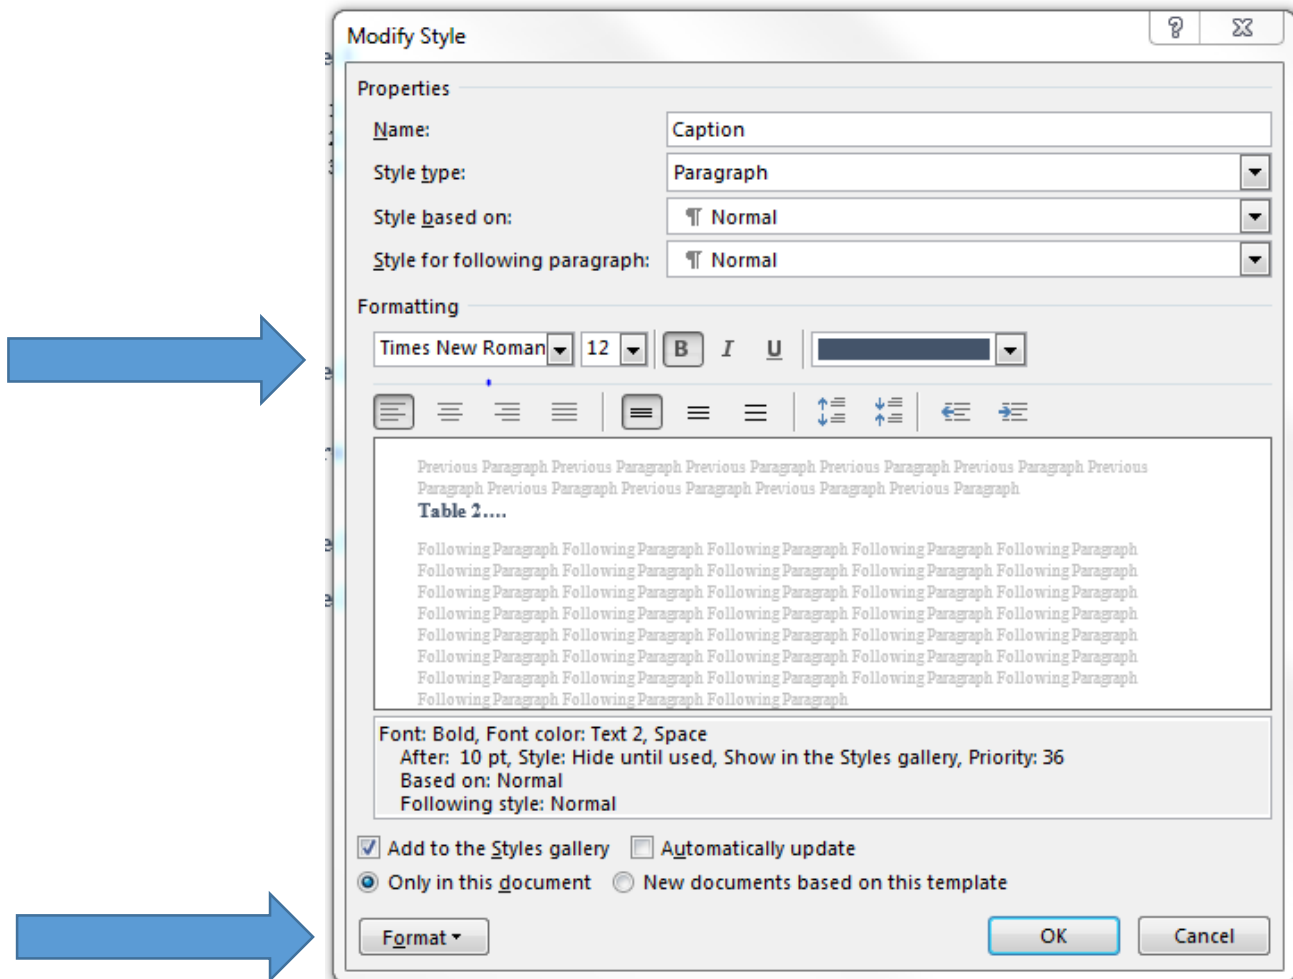 Modify Style
Properties
Name:
Caption
Style type:
Paragraph
Style based on:
¶ Normal
Style for following paragraph:
¶ Normal
Formatting
Times New Roman 12 B I U
Previous Paragraph Previous Paragraph Previous Paragraph Previous Paragraph Previous Paragraph Previous
Paragraph Previous Paragraph Previous Paragraph Previous Paragraph Previous Paragraph
Table 2....
Following Paragraph Following Paragraph Following Paragraph Following Paragraph Following Paragraph
Following Paragraph Following Paragraph Following Paragraph Following Paragraph Following Paragraph
Following Paragraph Following Paragraph Following Paragraph Following Paragraph Following Paragraph
Following Paragraph Following Paragraph Following Paragraph Following Paragraph Following Paragraph
Following Paragraph Following Paragraph Following Paragraph Following Paragraph Following Paragraph
Following Paragraph Following Paragraph Following Paragraph Following Paragraph Following Paragraph
Following Paragraph Following Paragraph Following Paragraph Following Paragraph Following Paragraph
Following Paragraph Following Paragraph Following Paragraph
Font: Bold, Font color: Text 2, Space
After: 10 pt, Style: Hide until used, Show in the Styles gallery, Priority: 36
Based on: Normal
Following style: Normal
Add to the Styles gallery
Automatically update
Only in this document
New documents based on this template
Format
OK
Cancel